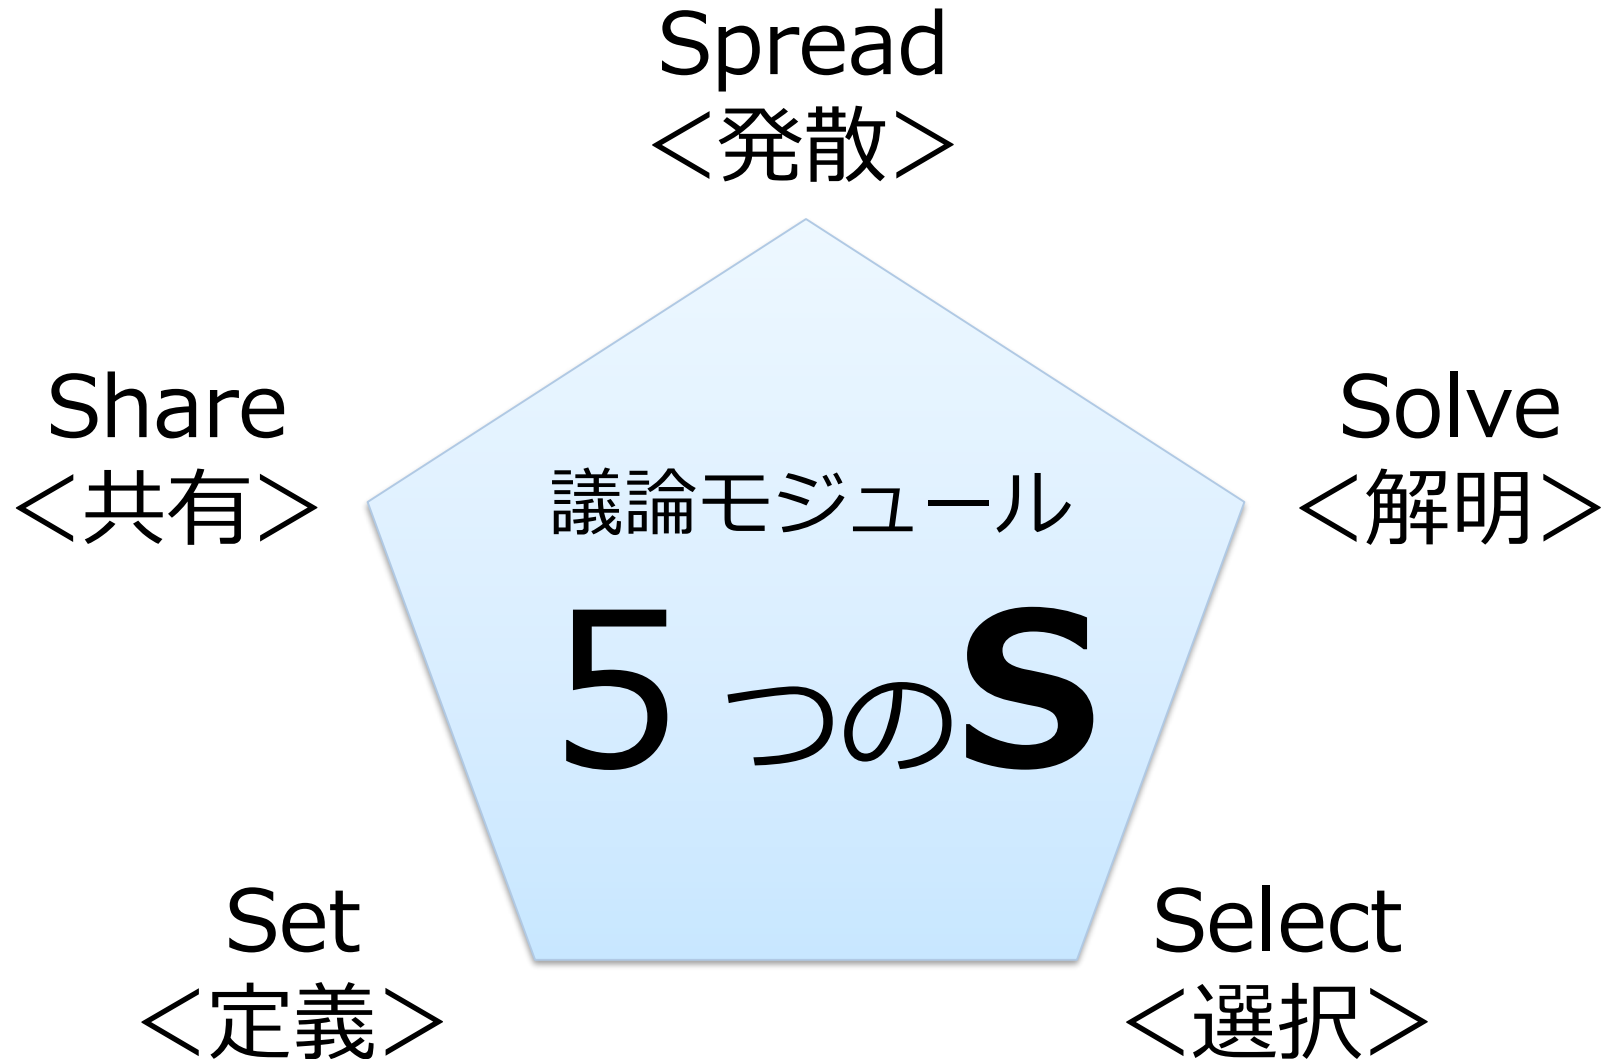 Spread
＜発散＞
Share
＜共有＞
Solve
＜解明＞
議論モジュール
５つのS
Set
＜定義＞
Select
＜選択＞